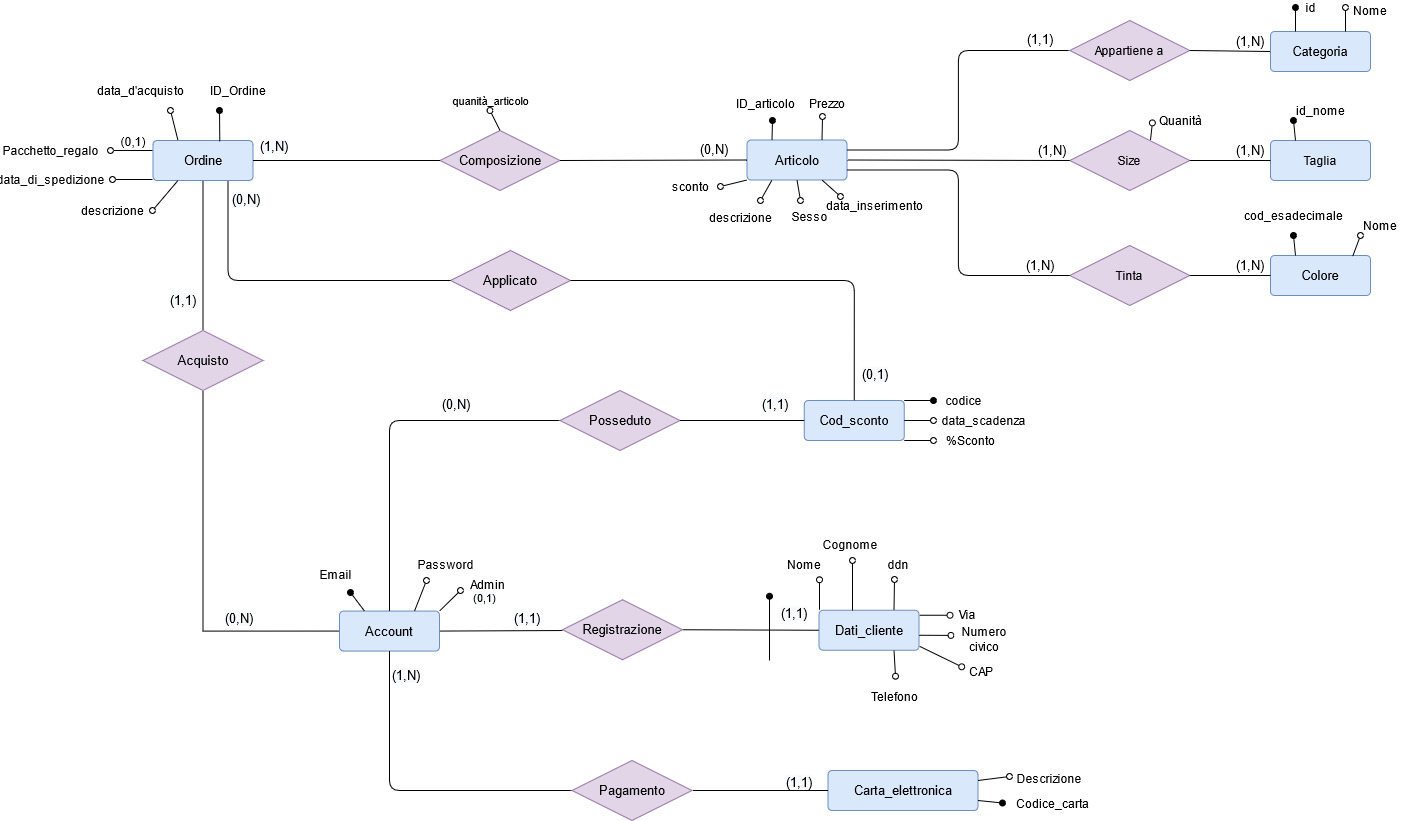 id
Nome
(1,1)
Appartiene a
(1,N)
Categoria
data_d'acquisto
ID_Ordine
quanità_articolo
ID_articolo
Prezzo
id_nome
Quanità
Pacchetto_regalo
(0,1)
Ordine
(1,N)
Composizione
(0,N)
Articolo
(1,N)
Size
(1,N)
Taglia
data_di_spedizione
(0,N)
sconto
descrizione
descrizione
Sesso
data_inserimento
cod_esadecimale
Nome
(1,N)
Tinta
(1,N)
Colore
Applicato
(1,1)
Acquisto
(0,1)
(0,N)
Posseduto
(1,1)
Cod_sconto
codice
data_scadenza
%Sconto
Cognome
Nome
ddn
Email
Password
Admin
(0,1)
(0,N)
Account
(1,1)
Registrazione
(1,1)
Dati_cliente
Via
Numero
civico
CAP
Telefono
(1,N)
Pagamento
(1,1)
Carta_elettronica
Descrizione
Codice_carta